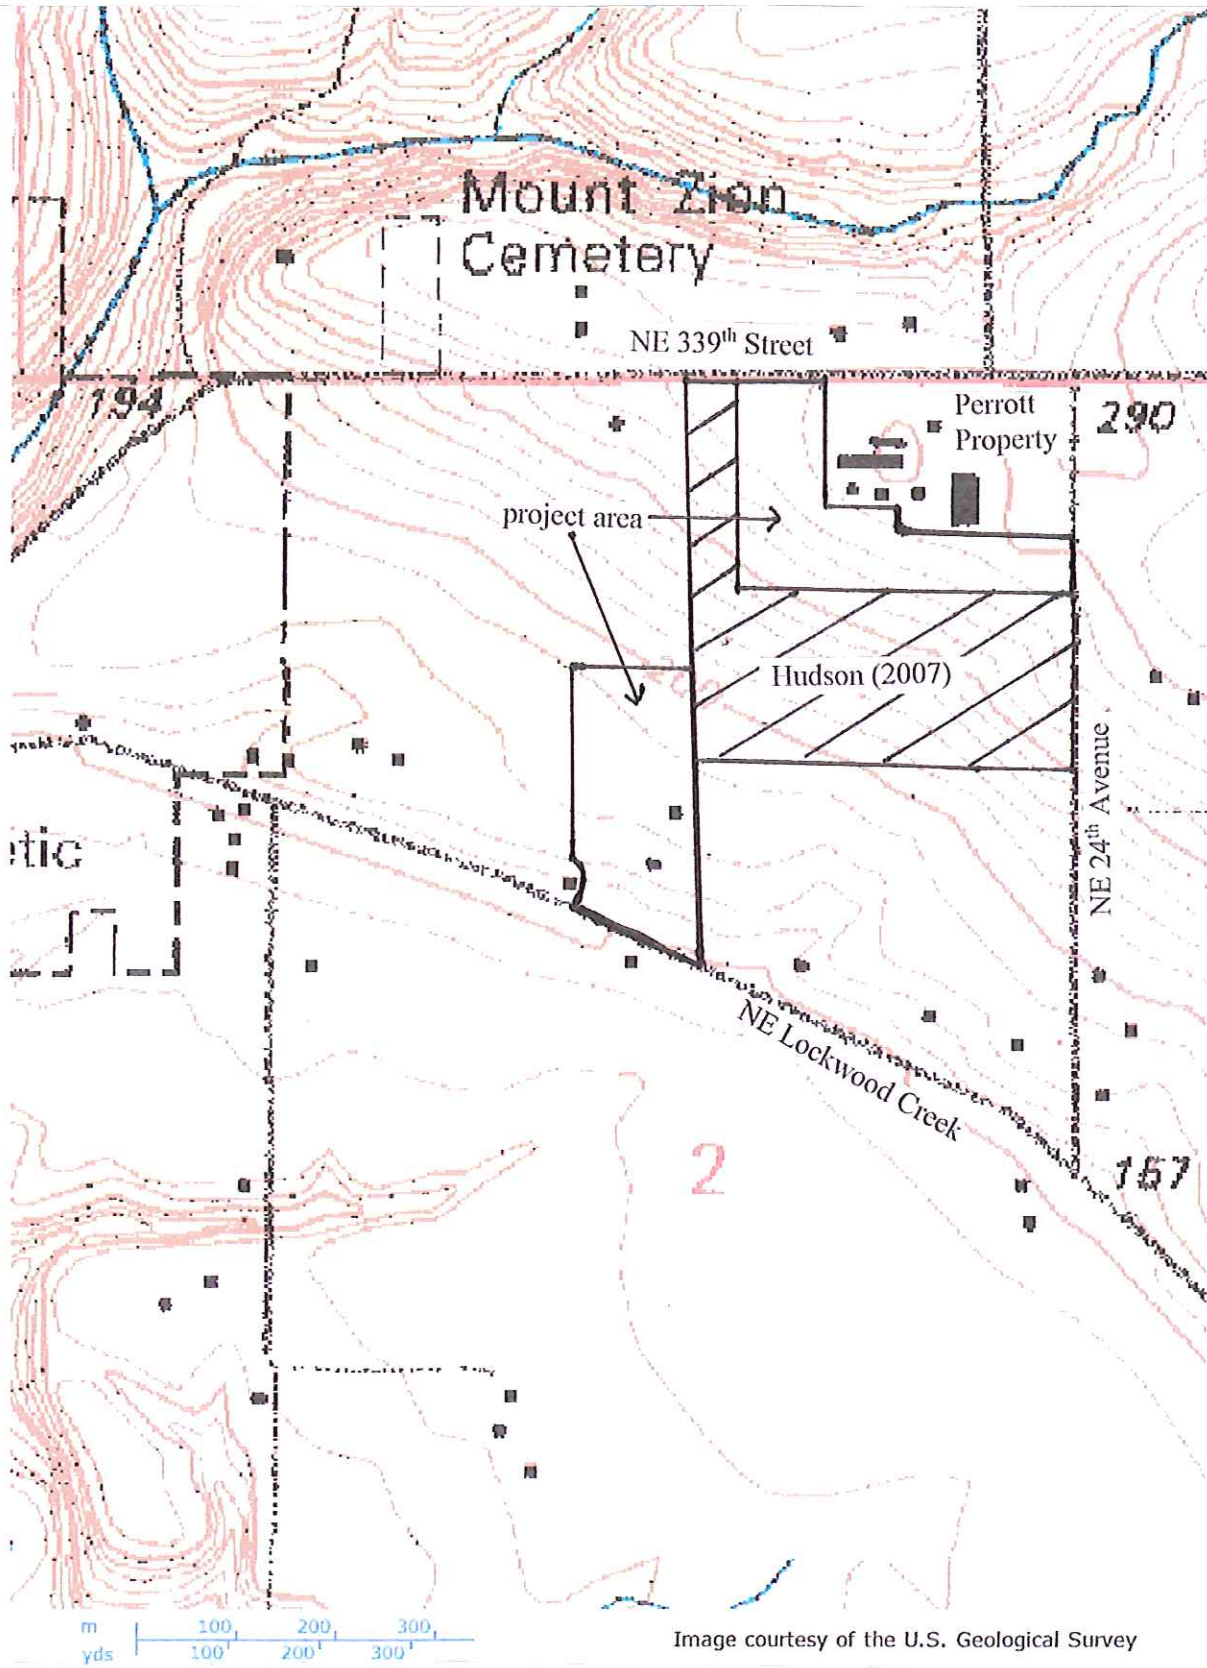 Mount Zion
Cemetery
NE 339th Street
194
Perrott
Property
290
project area
Hudson (2007)
NE 24th Avenue
tic
NE Lockwood Creek
2
167
m 100 200 300
yds 100 200 300
Image courtesy of the U.S. Geological Survey